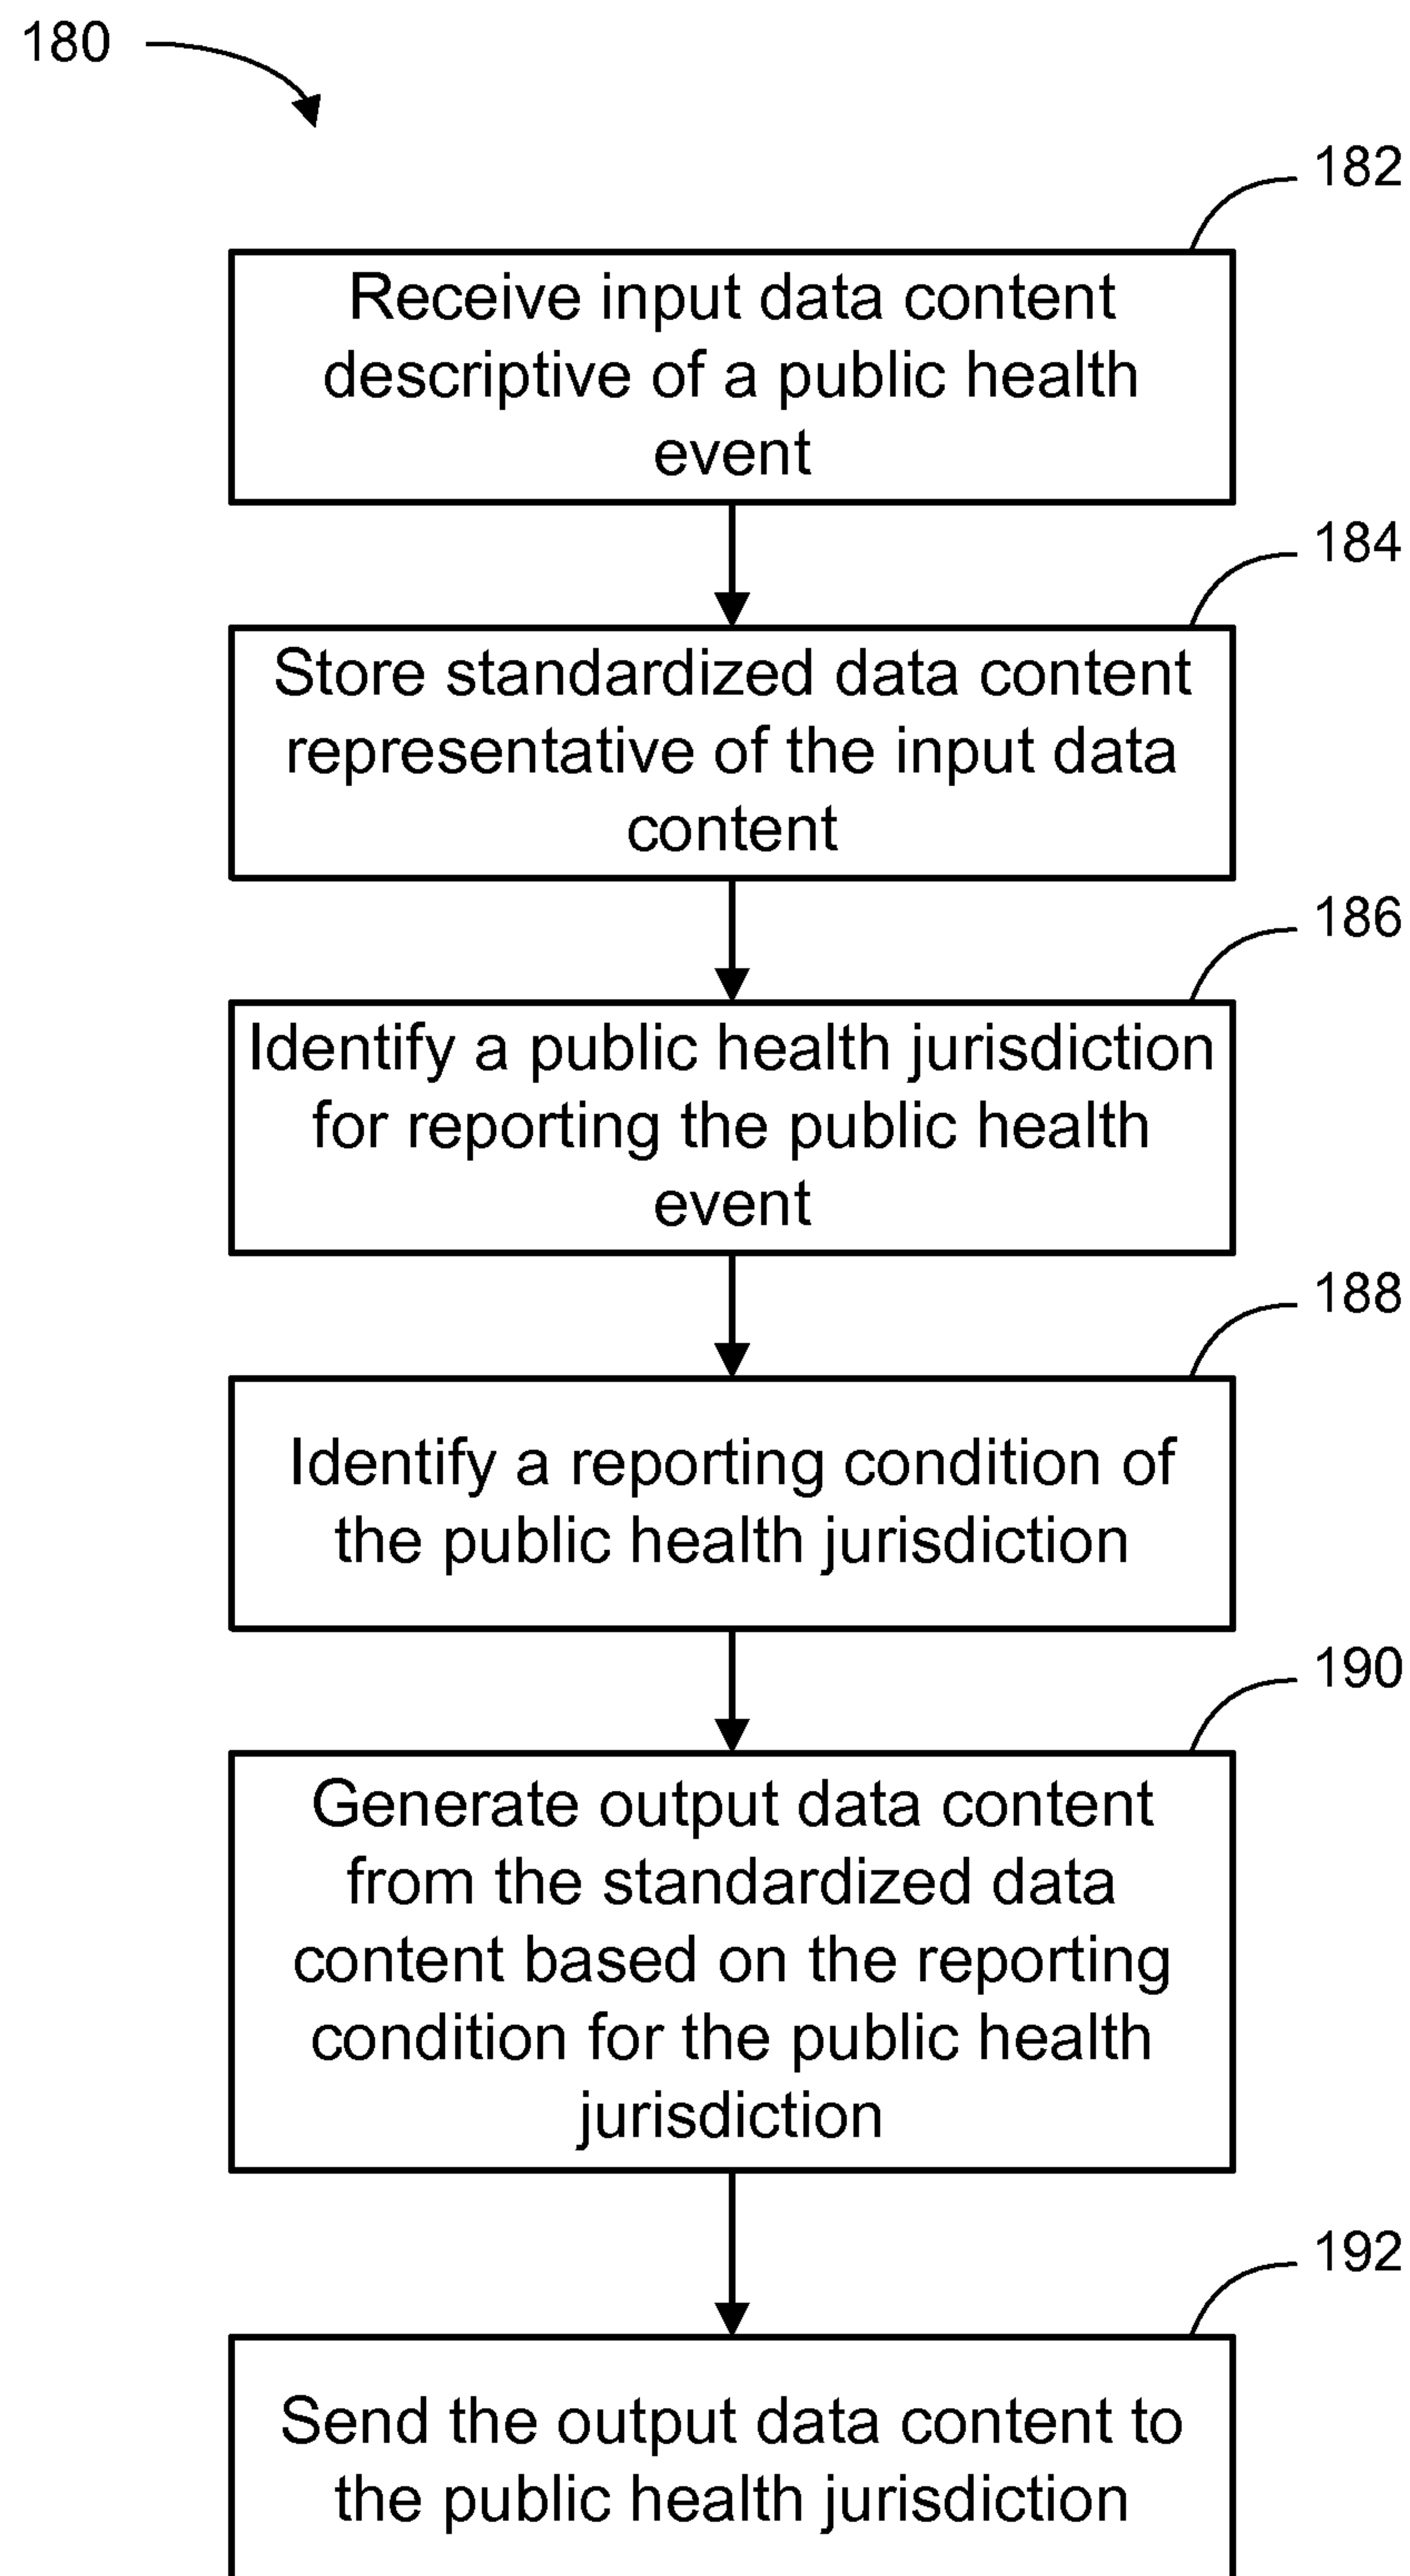 180
182
Receive input data content
descriptive of a public health
event
184
Store standardized data content
representative of the input data
content
186
Identify a public health jurisdiction
for reporting the public health
event
188
Identify a reporting condition of
the public health jurisdiction
190
Generate output data content
from the standardized data
content based on the reporting
condition for the public health
jurisdiction
192
Send the output data content to
the public health jurisdiction